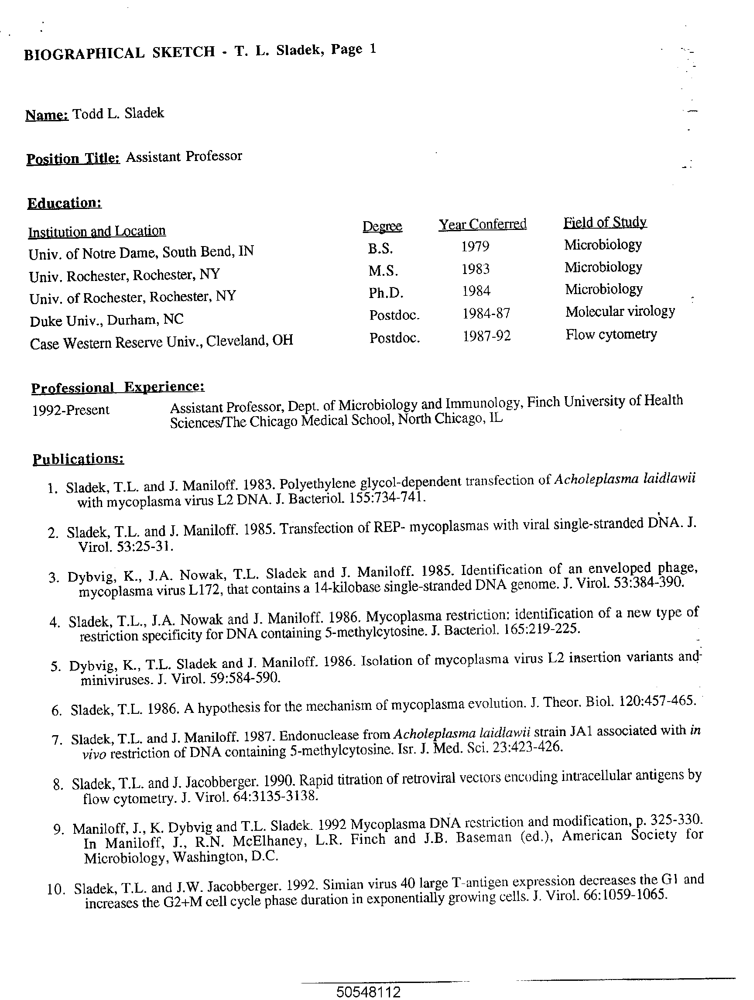 BIOGRAPHICAL SKETCH - T. L. Sladek, Page 1
Name: Todd L. Sladek
Position Title: Assistant Professor
Education:
Institution and Location Degree Year Conferred Field of Study
Univ. of Notre Dame, South Bend, IN B.S. 1979 Microbiology
Univ. Rochester, Rochester, NY M.S. 1983 Microbiology
Univ. of Rochester, Rochester, NY Ph.D. 1984 Microbiology
Duke Univ., Durham, NC Postdoc. 1984-87 Molecular virology
Case Western Reserve Univ., Cleveland, OH Postdoc. 1987-92 Flow cytometry
Professional Experience:
1992-Present Assistant Professor, Dept. of Microbiology and Immunology, Finch University of Health
Sciences/The Chicago Medical School, North Chicago, IL
Publications:
1. Sladek, T.L. and J. Maniloff. 1983. Polyethylene glycol-dependent transfection of Acholeplasma laidlawii
with mycoplasma virus L2 DNA. J. Bacteriol. 155:734-741.
2. Sladek, T.L. and J. Maniloff. 1985. Transfection of REP- mycoplasmas with viral single-stranded DNA. J.
Virol. 53:25-31.
3. Dybvig, K., J.A. Nowak, T.L. Sladek and J. Maniloff. 1985. Identification of an enveloped phage,
mycoplasma virus L172, that contains a 14-kilobase single-stranded DNA genome. J. Virol. 53:384-390.
4. Sladek, T.L., J.A. Nowak and J. Maniloff. 1986. Mycoplasma restriction: identification of a new type of
restriction specificity for DNA containing 5-methylcytosine. J. Bacteriol. 165:219-225.
5. Dybvig, K., T.L. Sladek and J. Maniloff. 1986. Isolation of mycoplasma virus L2 insertion variants and
miniviruses. J. Virol. 59:584-590.
6. Sladek, T.L. 1986. A hypothesis for the mechanism of mycoplasma evolution. J. Theor. Biol. 120:457-465.
7. Sladek, T.L. and J. Maniloff. 1987. Endonuclease from Acholeplasma laidlawii strain JA1 associated with in
vivo restriction of DNA containing 5-methylcytosine. Isr. J. Med. Sci. 23:423-426.
8. Sladek, T.L. and J. Jacobberger. 1990. Rapid titration of retroviral vectors encoding intracellular antigens by
flow cytometry. J. Virol. 64:3135-3138.
9. Maniloff, J., K. Dybvig and T.L. Sladek. 1992 Mycoplasma DNA restriction and modification, p. 325-330.
In Maniloff, J., R.N. McElhaney, L.R. Finch and J.B. Baseman (ed.), American Society for
Microbiology, Washington, D.C.
10. Sladek, T.L. and J.W. Jacobberger. 1992. Simian virus 40 large T-antigen expression decreases the G1 and
increases the G2+M cell cycle phase duration in exponentially growing cells. J. Virol. 66:1059-1065.
50548112